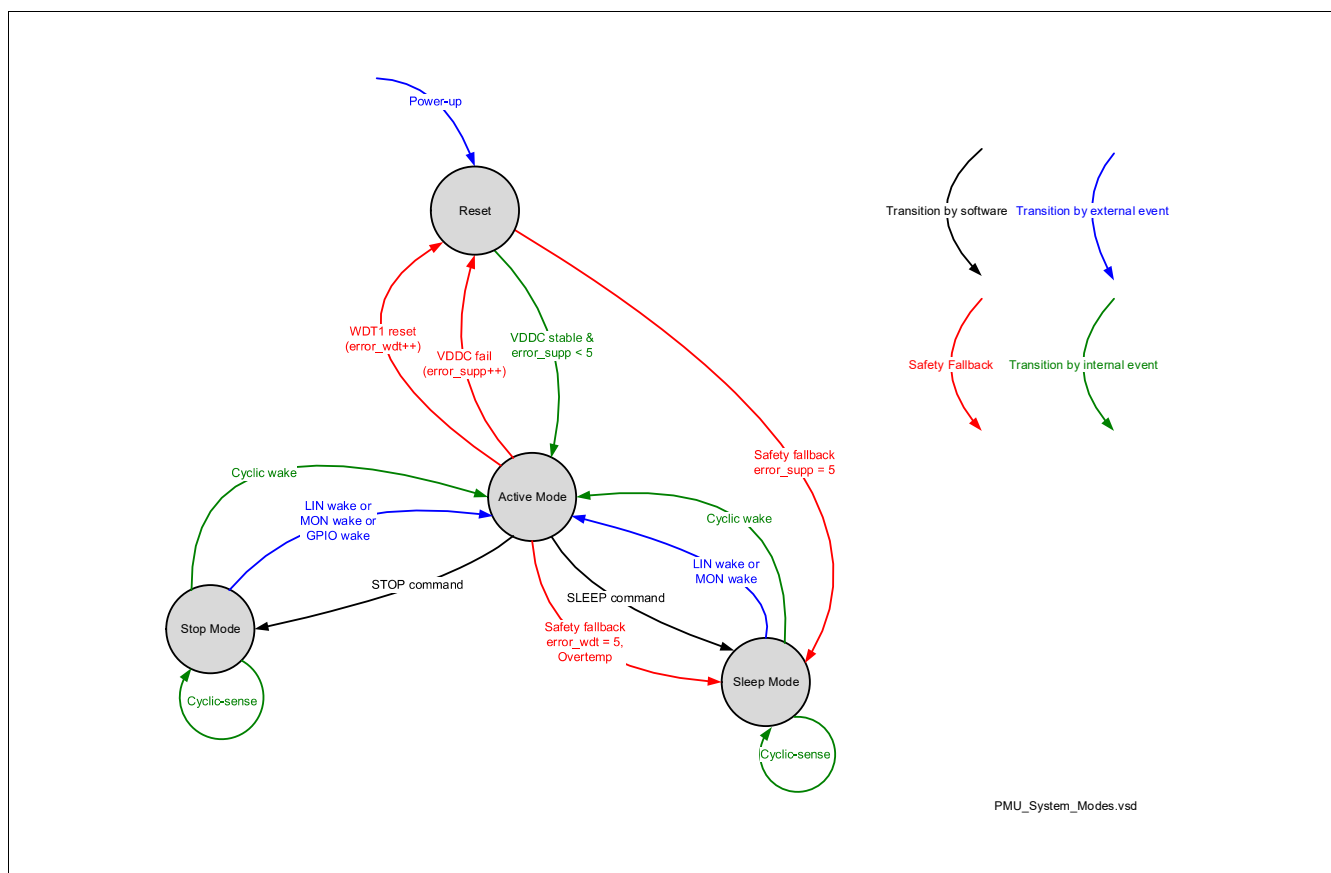 Power-up
Reset
Transition by software
Transition by external event
WDT1 reset
(error_wdt++)
VDDC fail
(error_supp++)
VDDC stable &
error_supp < 5
Safety Fallback
Transition by internal event
Safety fallback
error_supp = 5
Cyclic wake
LIN wake or
MON wake or
GPIO wake
Active Mode
Cyclic wake
LIN wake or
MON wake
STOP command
SLEEP command
Safety fallback
error_wdt = 5,
Overtemp
Stop Mode
Sleep Mode
Cyclic-sense
Cyclic-sense
PMU_System_Modes.vsd